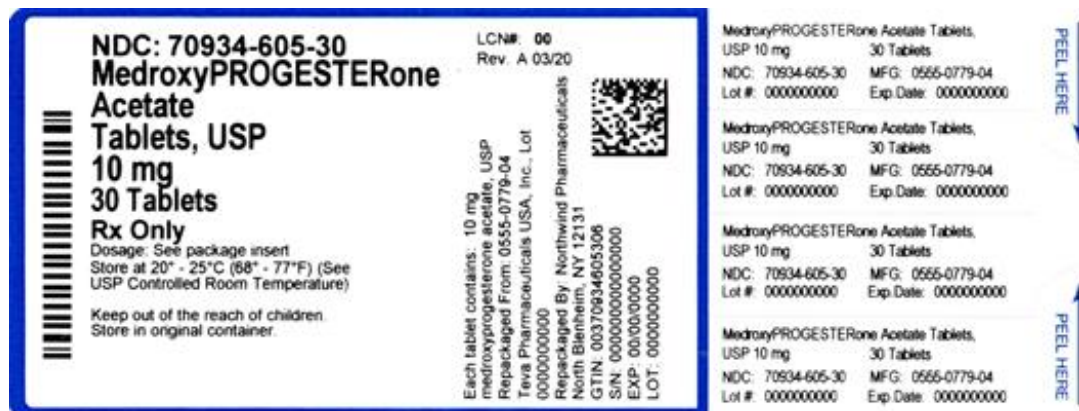 NDC: 70934-605-30
MedroxyPROGESTERone
Acetate
Tablets, USP
10 mg
30 Tablets
Rx Only
Dosage: See package insert
Store at 20° - 25°C (68° - 77°F) (See
USP Controlled Room Temperature)
Keep out of the reach of children.
Store in original container.
LCN#: 00
Rev. A 03/20
Each tablet contains: 10 mg
medroxyprogesterone acetate, USP
Repackaged From: 0555-0779-04
Teva Pharmaceuticals USA, Inc., Lot
0000000000
Repackaged By: Northwind Pharmaceuticals
North Blenheim, NY 12131
GTIN: 00370934605306
S/N: 00000000000000
EXP: 00/00/0000
LOT: 0000000000
MedroxyPROGESTERone Acetate Tablets,
USP 10 mg 30 Tablets
NDC: 70934-605-30 MFG: 0555-0779-04
Lot #: 0000000000 Exp.Date: 0000000000
MedroxyPROGESTERone Acetate Tablets,
USP 10 mg 30 Tablets
NDC: 70934-605-30 MFG: 0555-0779-04
Lot #: 0000000000 Exp.Date: 0000000000
MedroxyPROGESTERone Acetate Tablets,
USP 10 mg 30 Tablets
NDC: 70934-605-30 MFG: 0555-0779-04
Lot #: 0000000000 Exp.Date: 0000000000
MedroxyPROGESTERone Acetate Tablets,
USP 10 mg 30 Tablets
NDC: 70934-605-30 MFG: 0555-0779-04
Lot #: 0000000000 Exp.Date: 0000000000
PEEL HERE
PEEL HERE